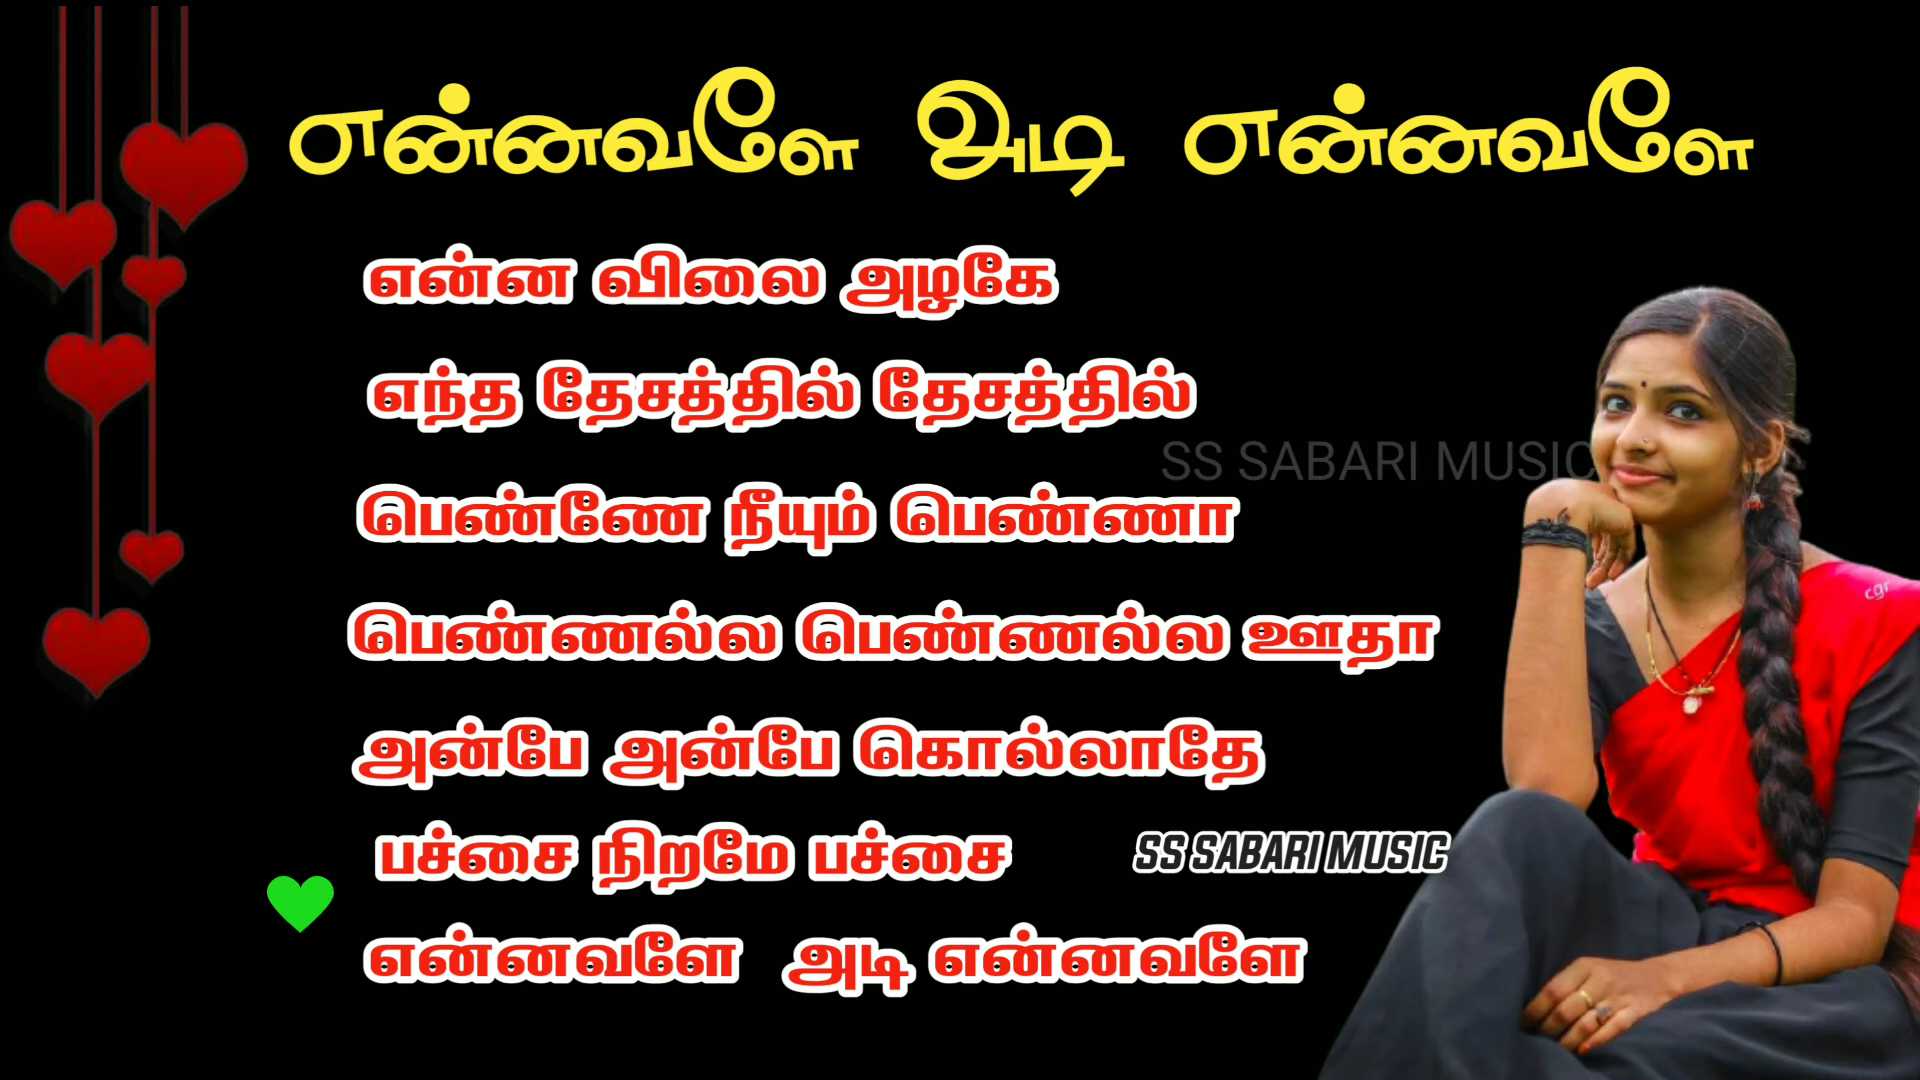 என்னவளே அடி என்னவளே
என்ன விலை அழகே
எந்த தேசத்தில் தேசத்தில்
SS SABARI MUSIC
பெண்ணே நீயும் பெண்ணா
cgr
பெண்ணல்ல பெண்ணல்ல ஊதா
அன்பே அன்பே கொல்லாதே
பச்சை நிறமே பச்சை
SS SABARI MUSIC
என்னவளே அடி என்னவளே